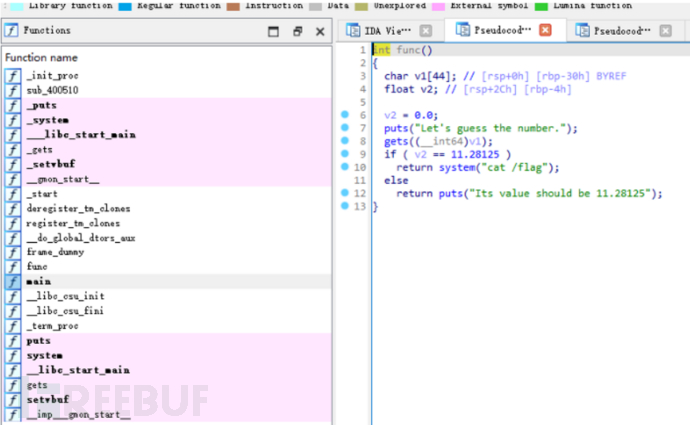 Library function Regular function Instruction Data Unexplored External symbol Lumina function
Functions
Function name
_init_proc
sub_400510
_puts
_system
___libc_start_main
_gets
_setvbuf
__gmon_start__
_start
deregister_tm_clones
register_tm_clones
__do_global_dtors_aux
frame_dummy
func
main
__libc_csu_init
__libc_csu_fini
_term_proc
puts
system
__libc_start_main
gets
setvbuf
__imp___gmon_start__
IDA Vie… Pseudocod… Pseudocod…
1 int func()
2 {
3 char v1[44]; // [rsp+0h] [rbp-30h] BYREF
4 float v2; // [rsp+2Ch] [rbp-4h]
5
6 v2 = 0.0;
7 puts("Let's guess the number.");
8 gets((__int64)v1);
9 if ( v2 == 11.28125 )
10 return system("cat /flag");
11 else
12 return puts("Its value should be 11.28125");
13 }
REEBUF